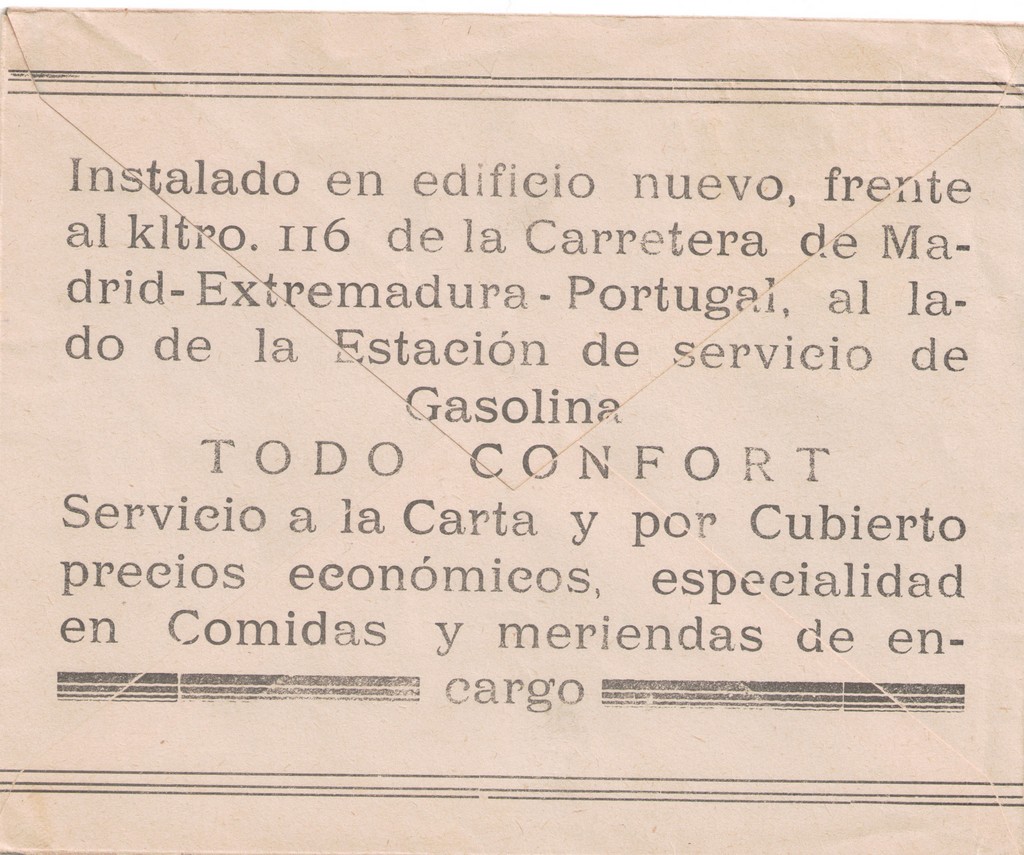 Instalado en edificio nuevo, frente
al kltro. 116 de la Carretera de Ma-
drid-Extremadura-Portugal, al la-
do de la Estación de servicio de
Gasolina
TODO CONFORT
Servicio a la Carta y por Cubierto
precios económicos, especialidad
en Comidas y meriendas de en-
cargo